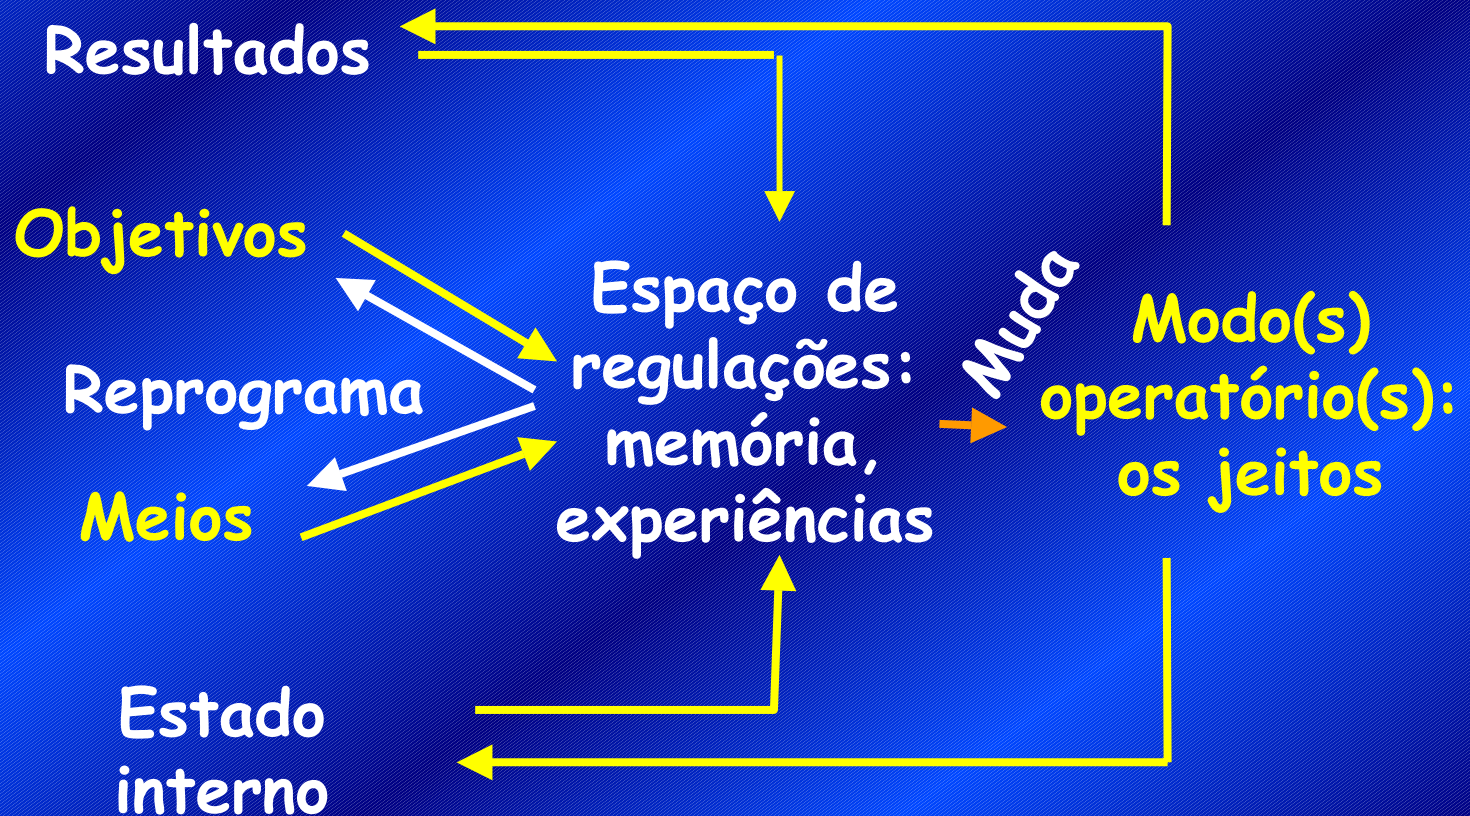 Resultados
Objetivos
Reprograma
Meios
Estado
interno
Espaço de
regulações:
memória,
experiências
Muda
Modo(s)
operatório(s):
os jeitos